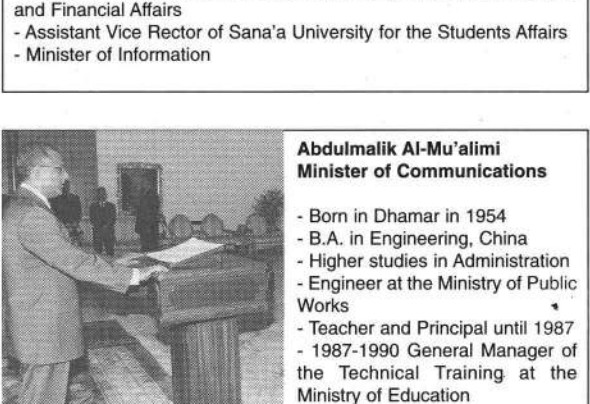 and Financial Affairs
- Assistant Vice Rector of Sana'a University for the Students Affairs
- Minister of Information
Abdulmalik Al-Mu'alimi
Minister of Communications
- Born in Dhamar in 1954
- B.A. in Engineering, China
- Higher studies in Administration
- Engineer at the Ministry of Public
Works
- Teacher and Principal until 1987
- 1987-1990 General Manager of
the Technical Training at the
Ministry of Education